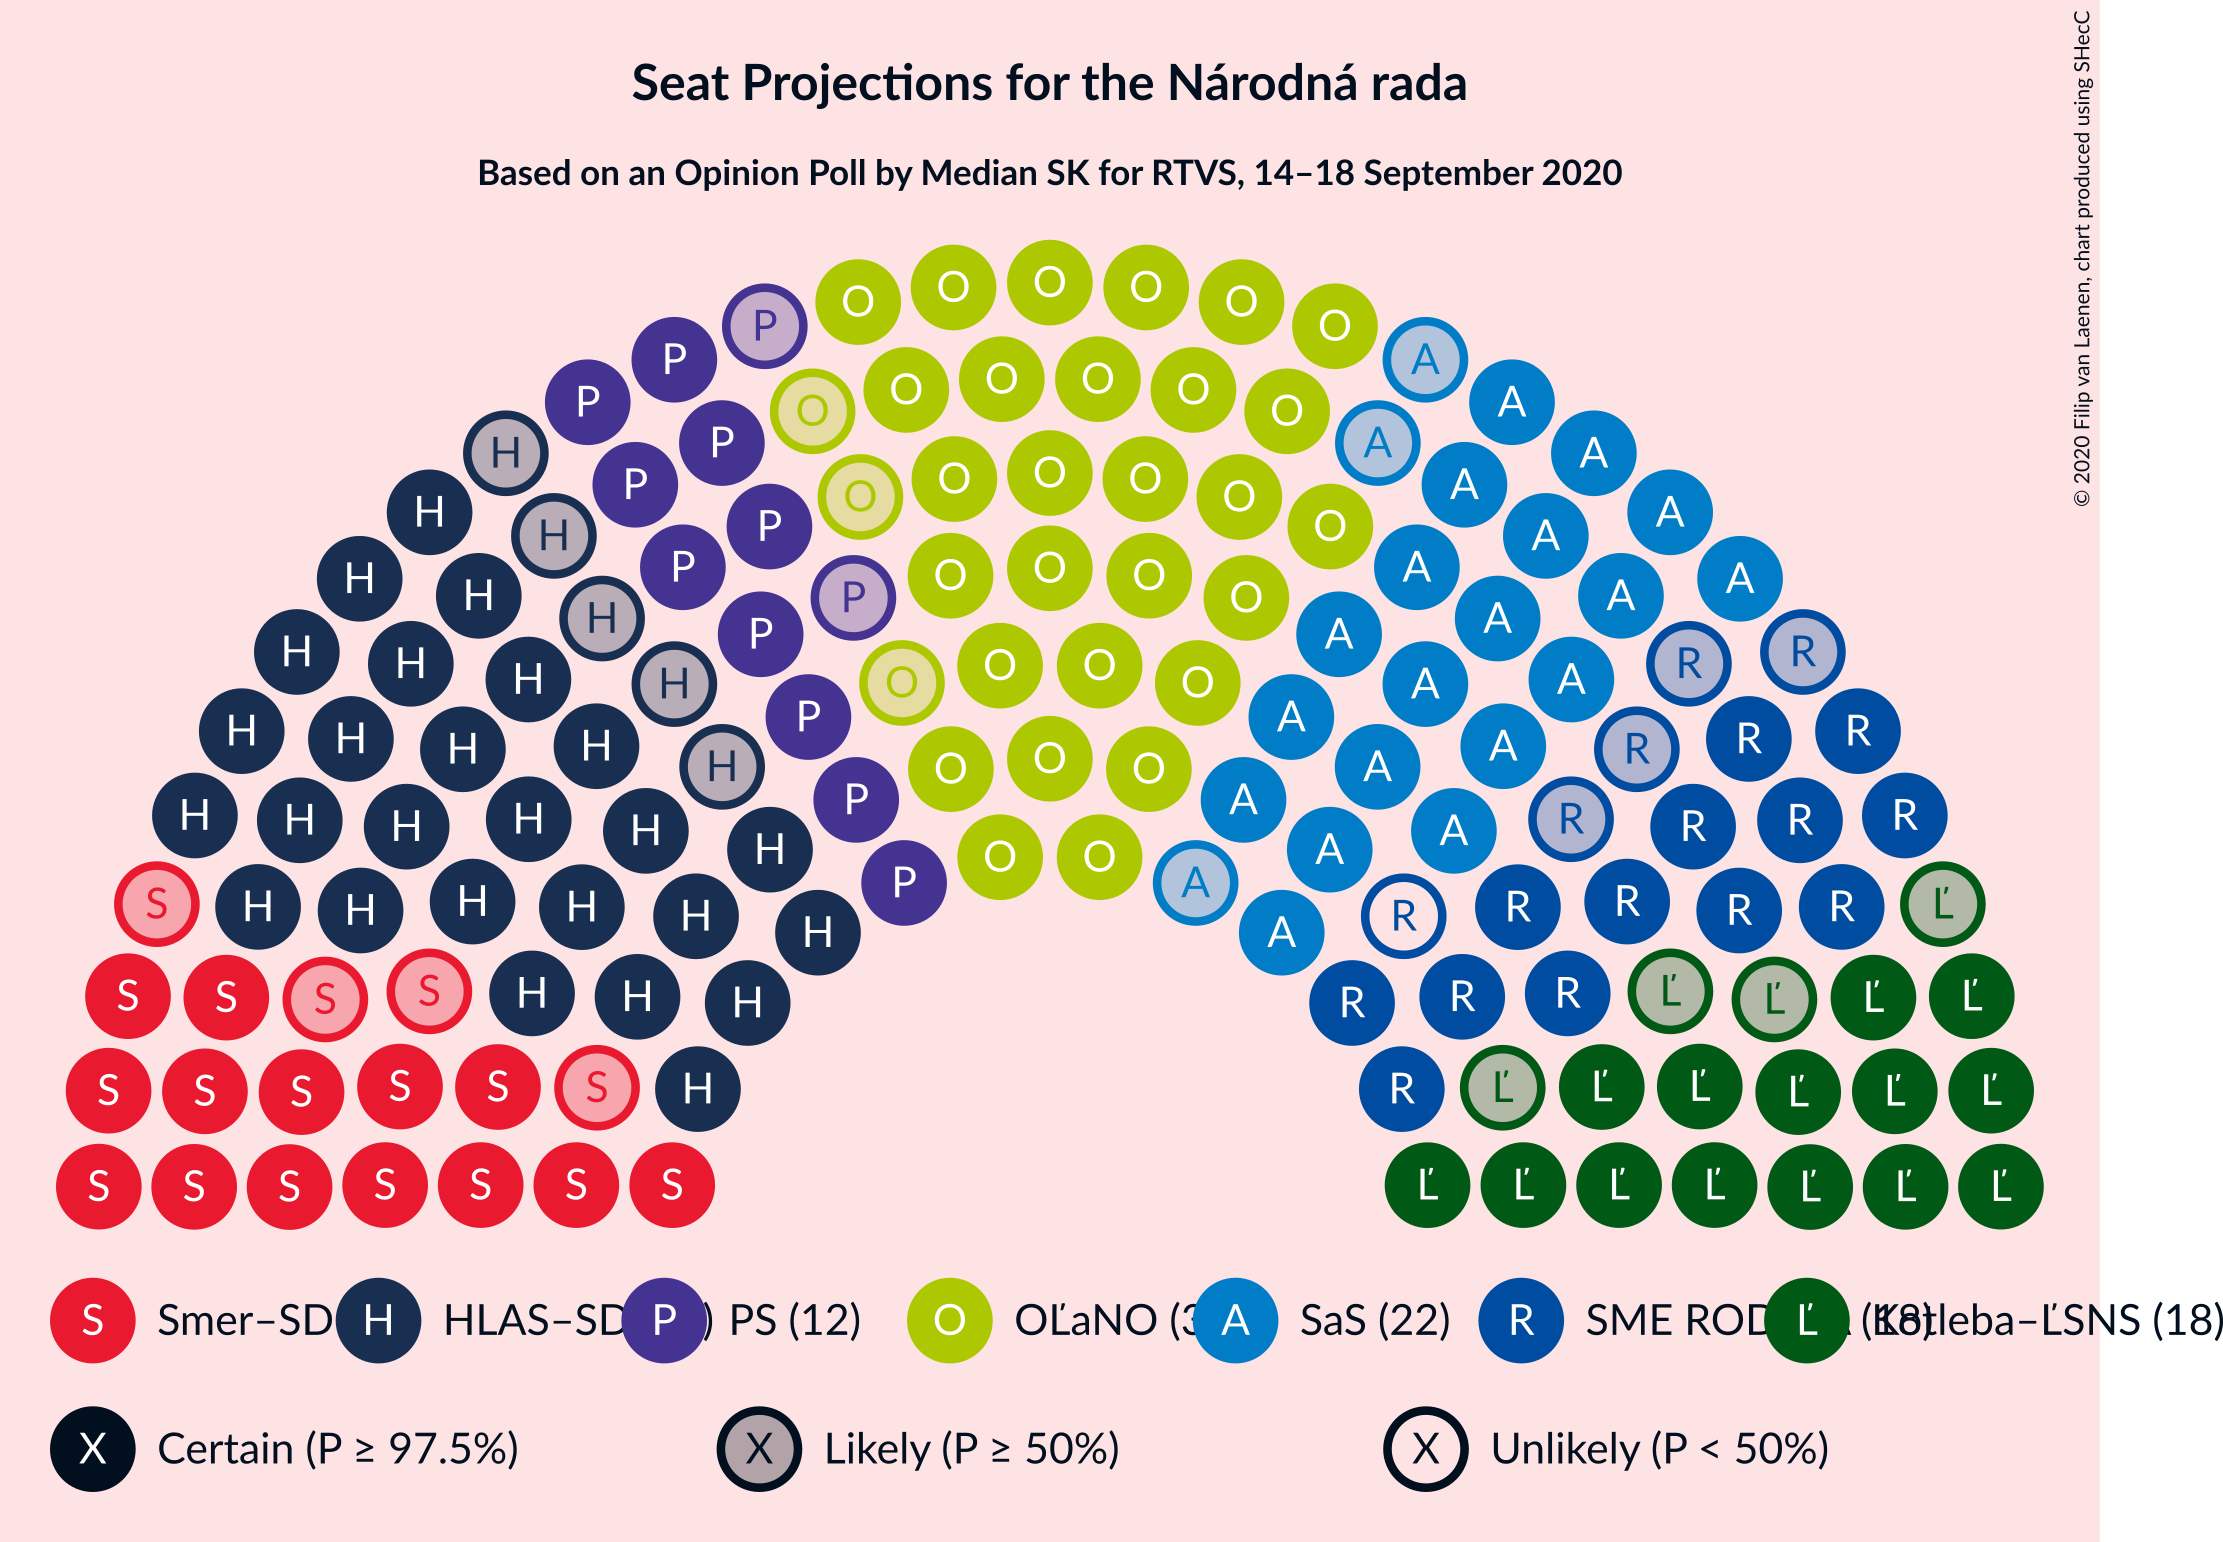 Seat Projections for the Národná rada
Based on an Opinion Poll by Median SK for RTVS, 14–18 September 2020
© 2020 Filip van Laenen, chart produced using SHecC
O O O O O O
P O
P A
P O O O O O O A
P A A
H P O O O O O A A
P A A
H P O O O O O A A
H H P P O A A A
H H P P O O O O A A A
H H H P O O O O A A R R
H H H H P O O O A A A R R R
H H H H H P O O A A R R R R
S H H H H H H P A A R R R R R Ľ
S S S S H H H R R R Ľ Ľ Ľ Ľ
S S S S S S H R Ľ Ľ Ľ Ľ Ľ Ľ
S S S S S S S Ľ Ľ Ľ Ľ Ľ Ľ Ľ
S Smer–SD H HLAS–SD P ) PS (12) O OĽaNO (3 A SaS (22) R SME ROD Ľ (18) Kotleba–ĽSNS (18)
X Certain (P ≥ 97.5%) X Likely (P ≥ 50%) X Unlikely (P < 50%)